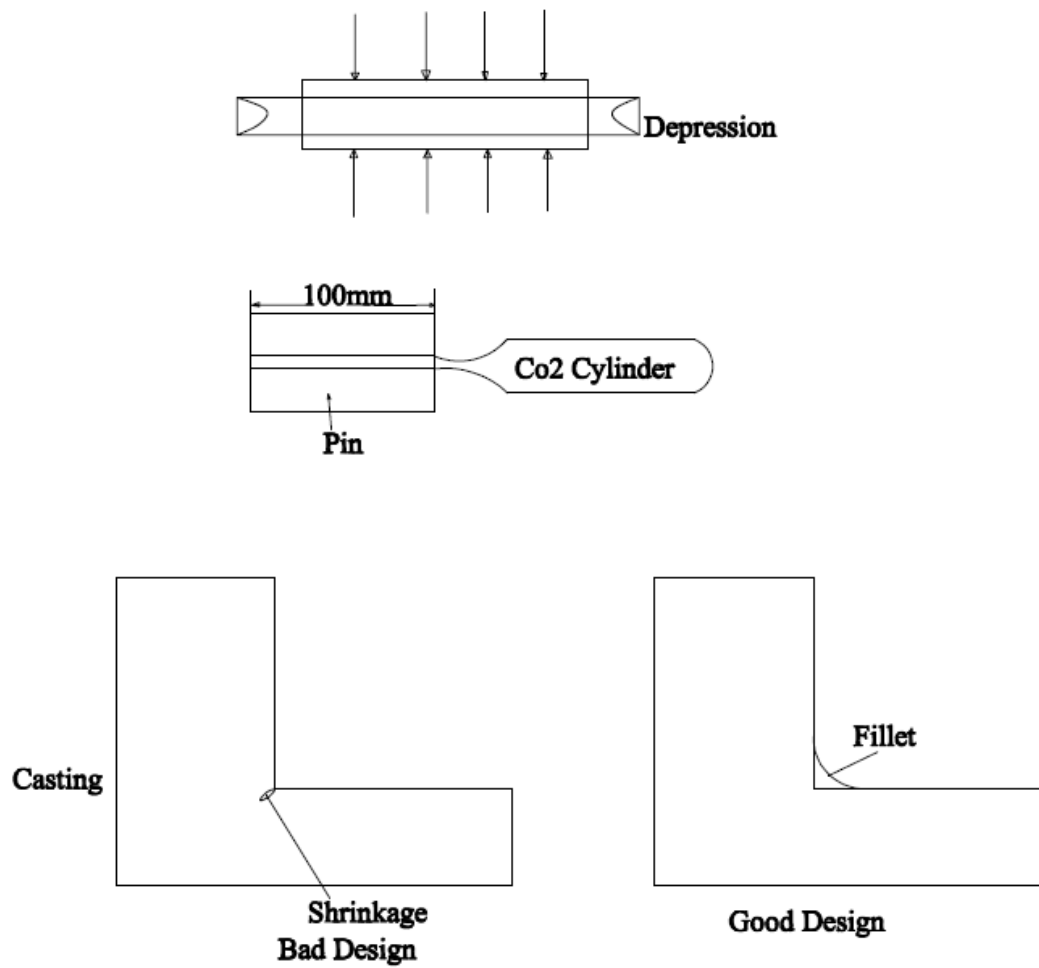 Depression
100mm
Co2 Cylinder
Pin
Fillet
Casting
Shrinkage
Bad Design
Good Design